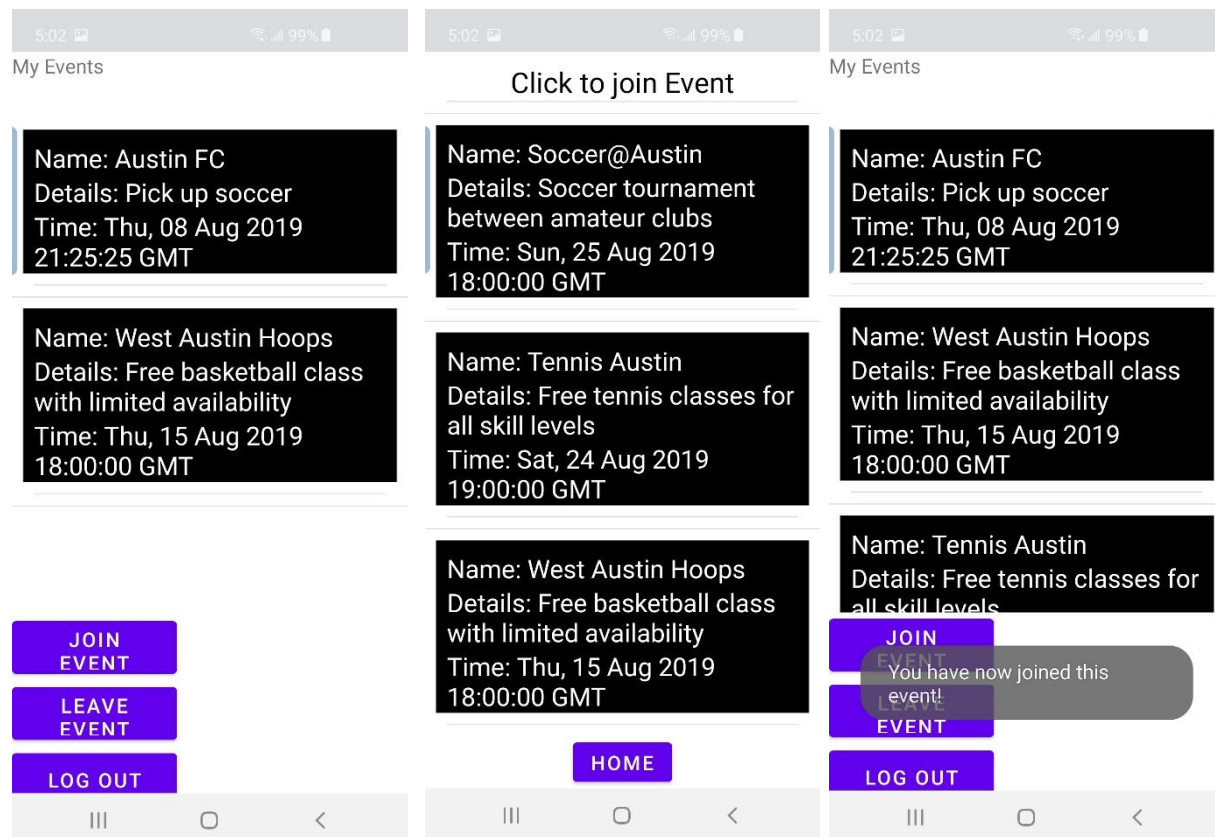 5:02
99%
My Events
Name: Austin FC
Details: Pick up soccer
Time: Thu, 08 Aug 2019
21:25:25 GMT
Name: West Austin Hoops
Details: Free basketball class
with limited availability
Time: Thu, 15 Aug 2019
18:00:00 GMT
JOIN
EVENT
LEAVE
EVENT
LOG OUT
5:02
99%
Click to join Event
Name: Soccer@Austin
Details: Soccer tournament
between amateur clubs
Time: Sun, 25 Aug 2019
18:00:00 GMT
Name: Tennis Austin
Details: Free tennis classes for
all skill levels
Time: Sat, 24 Aug 2019
19:00:00 GMT
Name: West Austin Hoops
Details: Free basketball class
with limited availability
Time: Thu, 15 Aug 2019
18:00:00 GMT
HOME
5:02
99%
My Events
Name: Austin FC
Details: Pick up soccer
Time: Thu, 08 Aug 2019
21:25:25 GMT
Name: West Austin Hoops
Details: Free basketball class
with limited availability
Time: Thu, 15 Aug 2019
18:00:00 GMT
Name: Tennis Austin
Details: Free tennis classes for
all skill levels
JOIN
EVENT
You have now joined this
event!
LEAVE
EVENT
LOG OUT